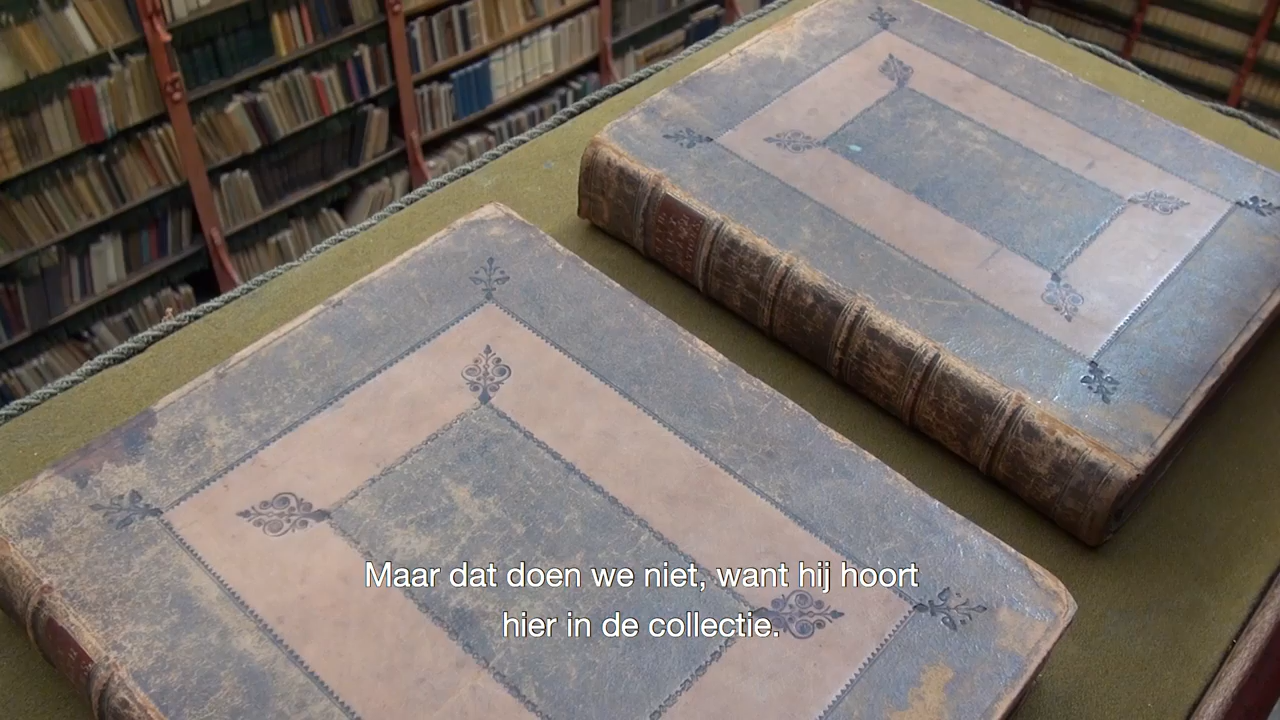 Maar dat doen we niet, want hij hoort
hier in de collectie.